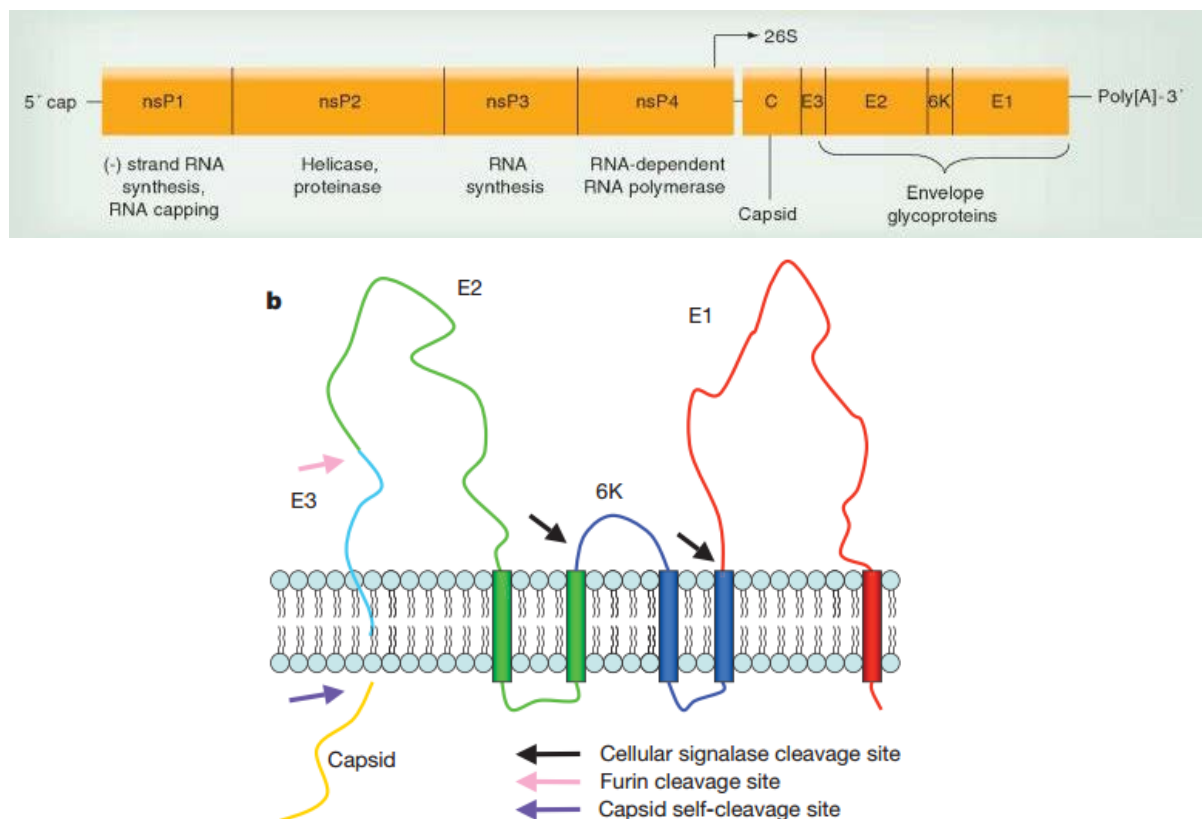 26S
5´ cap
nsP1
nsP2
nsP3
nsP4
C
E3
E2
6K
E1
Poly[A]-3´
(-) strand RNA
synthesis,
RNA capping
Helicase,
proteinase
RNA
synthesis
RNA-dependent
RNA polymerase
Capsid
Envelope
glycoproteins
b
E2
E1
E3
6K
Capsid
Cellular signalase cleavage site
Furin cleavage site
Capsid self-cleavage site